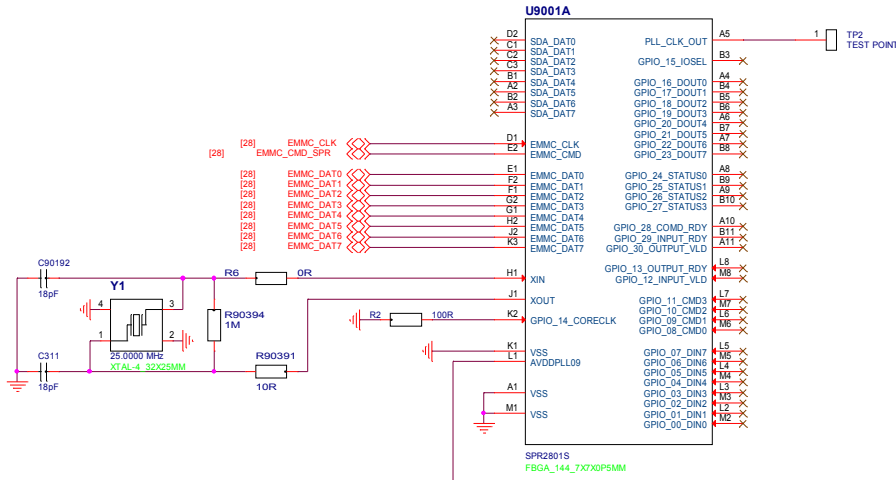 U9001A
D2 SDA_DAT0 PLL_CLK_OUT A5 1 TP2
TEST POINT
C1 SDA_DAT1
C2 SDA_DAT2 GPIO_15_IOSEL B3
C3 SDA_DAT3
B1 SDA_DAT4 GPIO_16_DOUT0 A4
A2 SDA_DAT5 GPIO_17_DOUT1 B4
B2 SDA_DAT6 GPIO_18_DOUT2 B5
A3 SDA_DAT7 GPIO_19_DOUT3 B6
GPIO_20_DOUT4 A6
GPIO_21_DOUT5 B7
[28] EMMC_CLK D1 EMMC_CLK GPIO_22_DOUT6 A7
[28] EMMC_CMD_SPR E2 EMMC_CMD GPIO_23_DOUT7 B8
[28] EMMC_DAT0 E1 EMMC_DAT0 GPIO_24_STATUS0 A8
[28] EMMC_DAT1 F2 EMMC_DAT1 GPIO_25_STATUS1 B9
[28] EMMC_DAT2 F1 EMMC_DAT2 GPIO_26_STATUS2 A9
[28] EMMC_DAT3 G2 EMMC_DAT3 GPIO_27_STATUS3 B10
[28] EMMC_DAT4 G1 EMMC_DAT4
[28] EMMC_DAT5 H2 EMMC_DAT5 GPIO_28_COMD_RDY A10
[28] EMMC_DAT6 J2 EMMC_DAT6 GPIO_29_INPUT_RDY B11
[28] EMMC_DAT7 K3 EMMC_DAT7 GPIO_30_OUTPUT_VLD A11
C90192
18pF
R6 0R H1 XIN
GPIO_13_OUTPUT_RDY L8
GPIO_12_INPUT_VLD M8
Y1
4 3
1 2
25.0000 MHz
XTAL-4_32X25MM
J1 XOUT GPIO_11_CMD3 L7
GPIO_10_CMD2 M7
R90394
1M
R2 100R K2 GPIO_14_CORECLK GPIO_09_CMD1 L6
GPIO_08_CMD0 M6
K1 VSS GPIO_07_DIN7 L5
L1 AVDDPLL09 GPIO_06_DIN6 M5
C311
18pF
R90391
10R
GPIO_05_DIN5 L4
GPIO_04_DIN4 M4
A1 VSS GPIO_03_DIN3 L3
GPIO_02_DIN2 M3
M1 VSS GPIO_01_DIN1 L2
GPIO_00_DIN0 M2
SPR2801S
FBGA_144_7X7X0P5MM